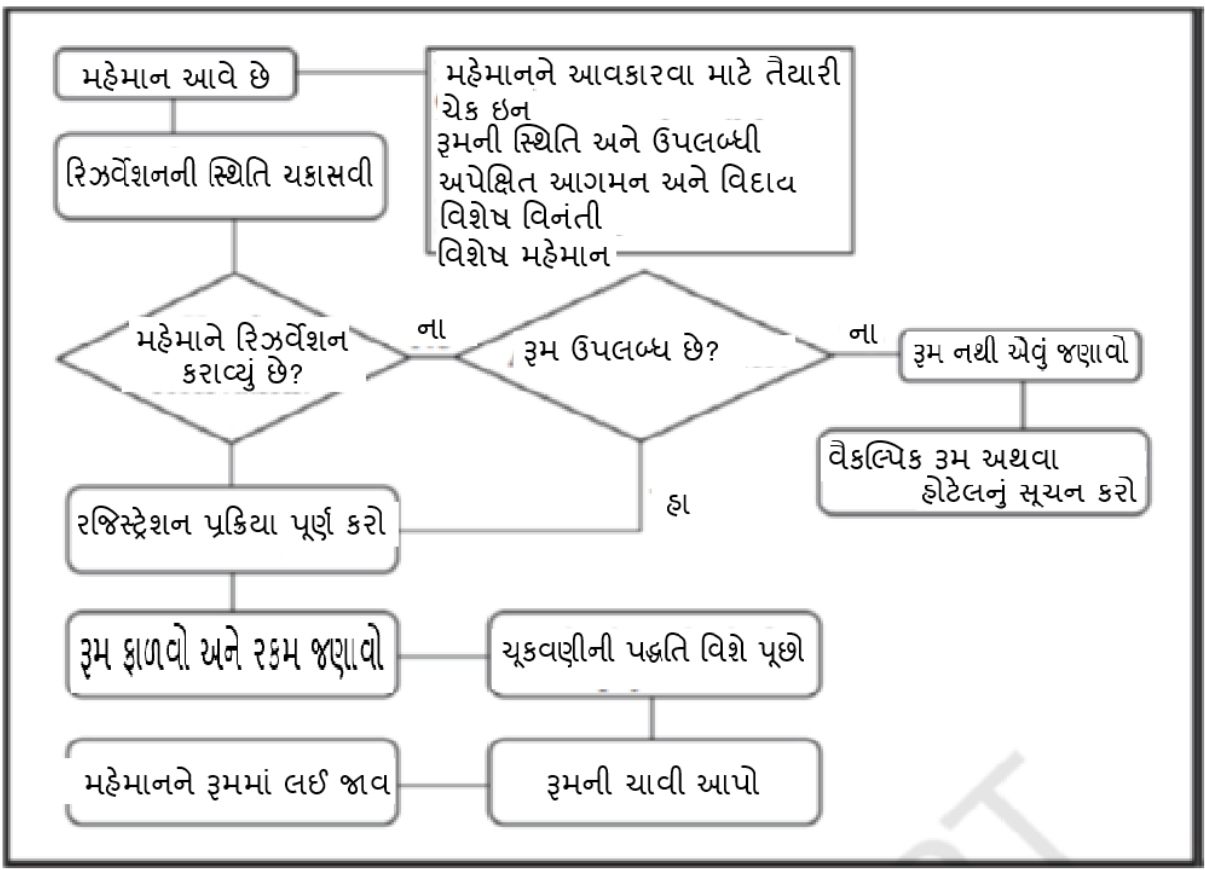 મહેમાન આવે છે
મહેમાનને આવકારવા માટે તૈયારી
ચેક ઇન
રૂમની સ્થિતિ અને ઉપલબ્ધી
અપેક્ષિત આગમન અને વિદાય
વિશેષ વિનંતી
વિશેષ મહેમાન
રિઝર્વેશનની સ્થિતિ ચકાસવી
મહેમાને રિઝર્વેશન
કરાવ્યું છે?
ના
રૂમ ઉપલબ્ધ છે?
ના
રૂમ નથી એવું જણાવો
વૈકલ્પિક રૂમ અથવા
હોટેલનું સૂચન કરો
હા
રજિસ્ટ્રેશન પ્રક્રિયા પૂર્ણ કરો
રૂમ ફાળવો અને રકમ જણાવો
ચૂકવણીની પદ્ધતિ વિશે પૂછો
મહેમાનને રૂમમાં લઈ જાવ
રૂમની ચાવી આપો